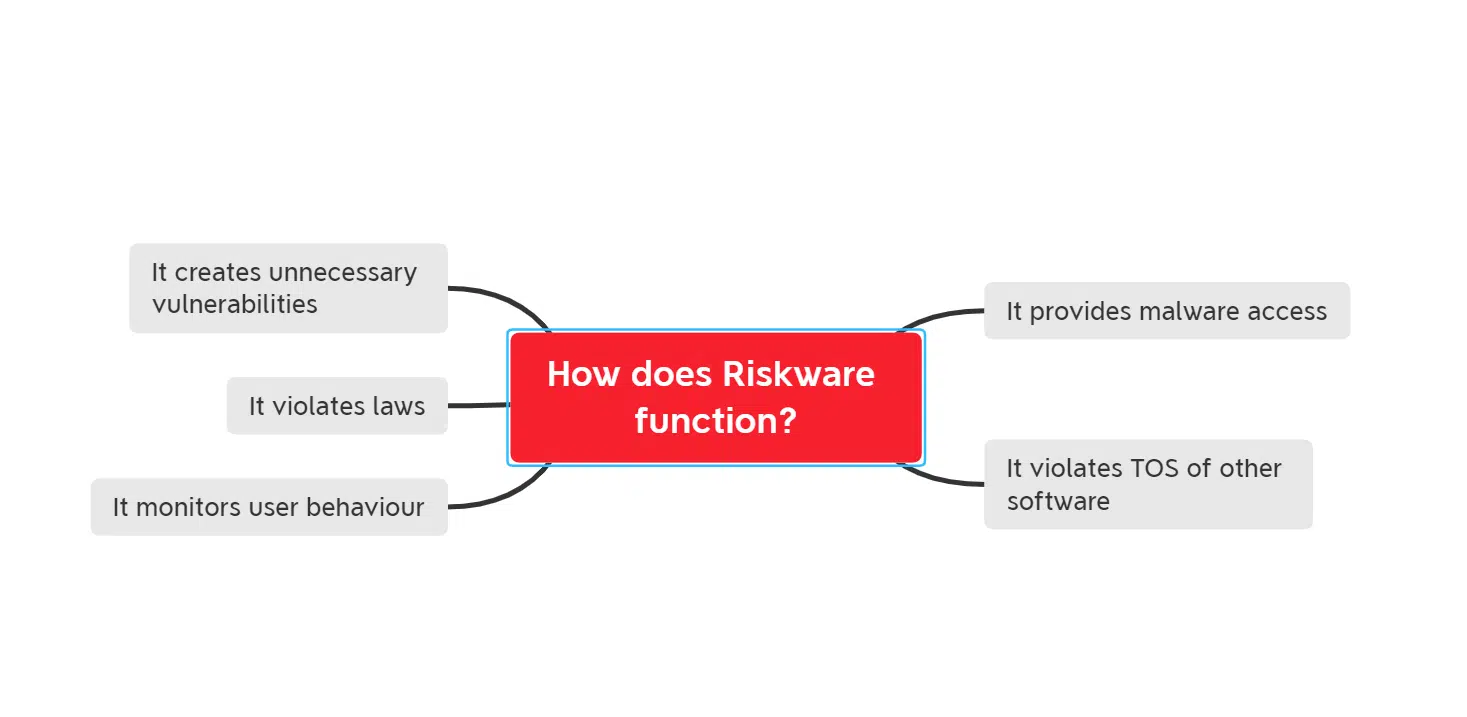 How does Riskware
function?
It creates unnecessary
vulnerabilities
It violates laws
It monitors user behaviour
It provides malware access
It violates TOS of other
software